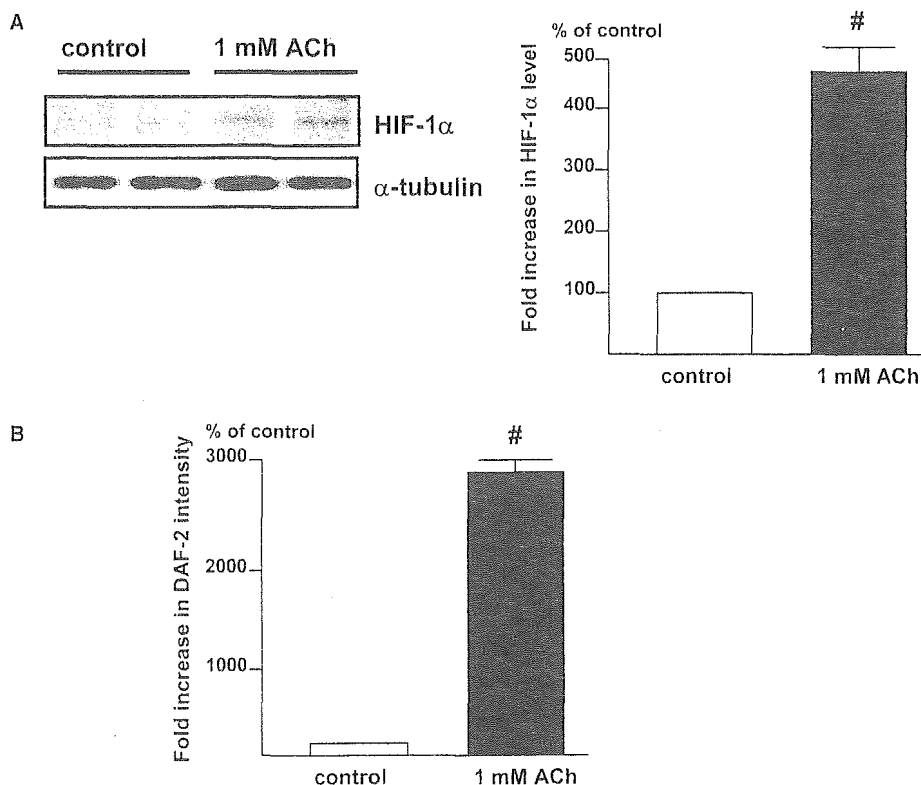 A
control 1 mM ACh
HIF-1α
α-tubulin
% of control
#
Fold increase in HIF-1α level
500
400
300
200
100
control 1 mM ACh
B
% of control
#
Fold increase in DAF-2 intensity
3000
2000
1000
control 1 mM ACh